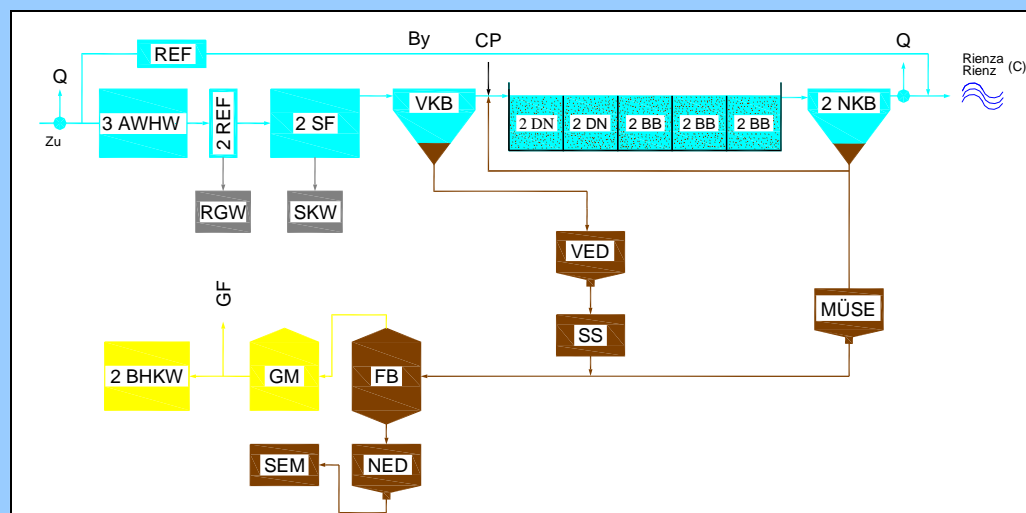 By
CP
Q
REF
Q
Rienza
Rienz
(C)
VKB
2 NKB
3 AWHW
2 REF
2 SF
2 DN
2 DN
2 BB
2 BB
2 BB
Zu
RGW
SKW
VED
GF
MÜSE
SS
2 BHKW
GM
FB
SEM
NED